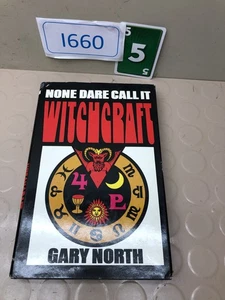 1660
5
S
NONE DARE CALL IT
WITCHCRAFT
GARY NORTH